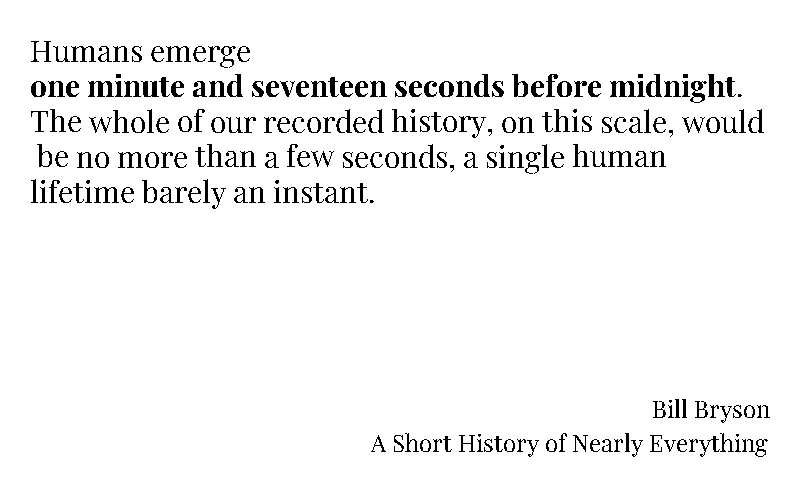 Humans emerge
one minute and seventeen seconds before midnight.
The whole of our recorded history, on this scale, would
be no more than a few seconds, a single human
lifetime barely an instant.
Bill Bryson
A Short History of Nearly Everything